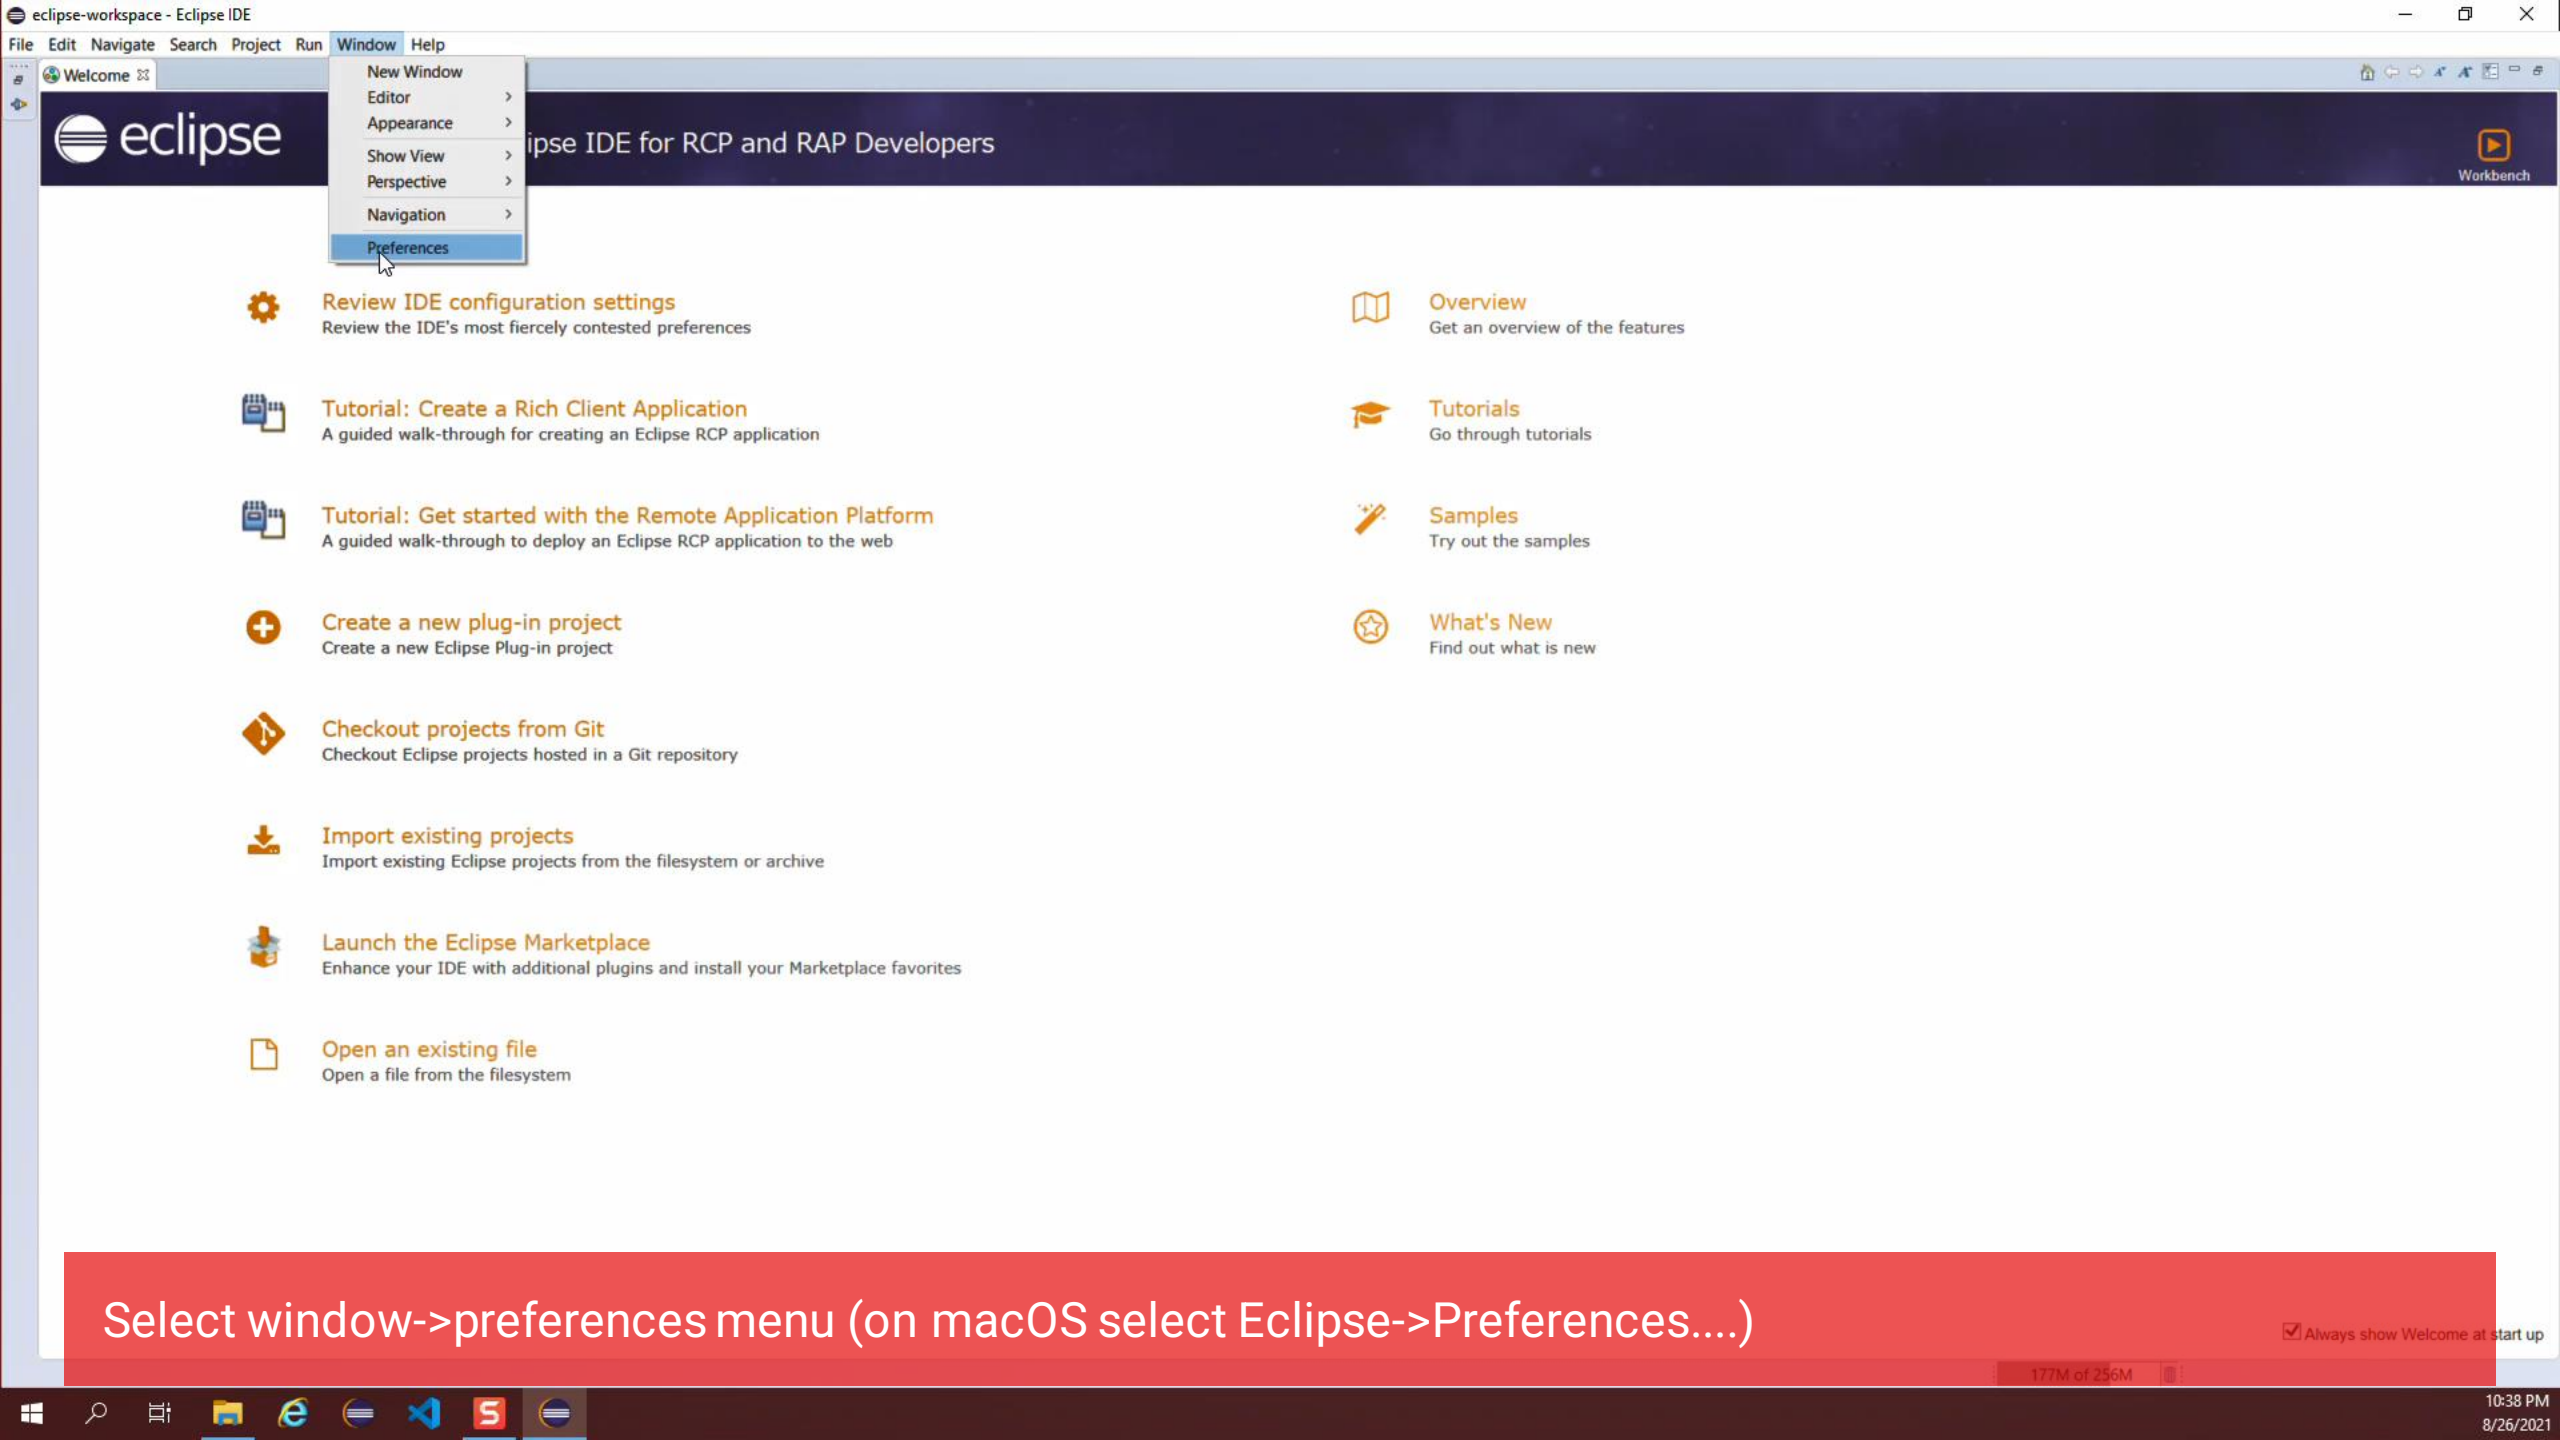 eclipse-workspace - Eclipse IDE
File Edit Navigate Search Project Run Window Help
Welcome
New Window
Editor
Appearance
Show View
Perspective
Navigation
Preferences
eclipse
ipse IDE for RCP and RAP Developers
Workbench
Review IDE configuration settings
Review the IDE's most fiercely contested preferences
Overview
Get an overview of the features
Tutorial: Create a Rich Client Application
A guided walk-through for creating an Eclipse RCP application
Tutorials
Go through tutorials
Tutorial: Get started with the Remote Application Platform
A guided walk-through to deploy an Eclipse RCP application to the web
Samples
Try out the samples
Create a new plug-in project
Create a new Eclipse Plug-in project
What's New
Find out what is new
Checkout projects from Git
Checkout Eclipse projects hosted in a Git repository
Import existing projects
Import existing Eclipse projects from the filesystem or archive
Launch the Eclipse Marketplace
Enhance your IDE with additional plugins and install your Marketplace favorites
Open an existing file
Open a file from the filesystem
Select window->preferences menu (on macOS select Eclipse->Preferences....)
Always show Welcome at start up
177M of 256M
10:38 PM
8/26/2021